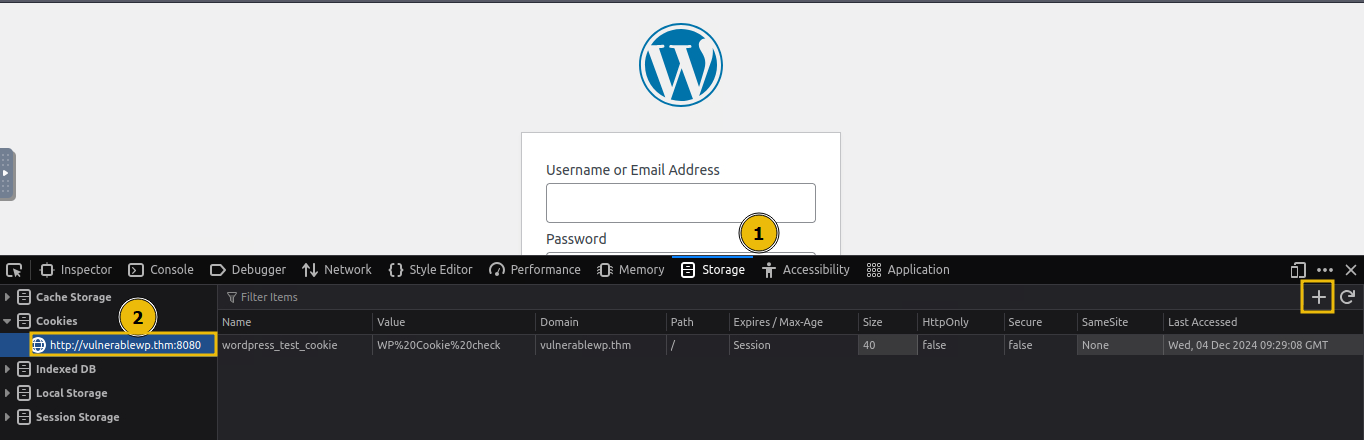 Username or Email Address
Password
1
Inspector Console Debugger Network Style Editor Performance Memory Storage Accessibility Application
Cache Storage
Filter Items
Cookies
2
Name Value Domain Path Expires / Max-Age Size HttpOnly Secure SameSite Last Accessed
http://vulnerablewp.thm:8080
wordpress_test_cookie WP%20Cookie%20check vulnerablewp.thm / Session 40 false false None Wed, 04 Dec 2024 09:29:08 GMT
Indexed DB
Local Storage
Session Storage